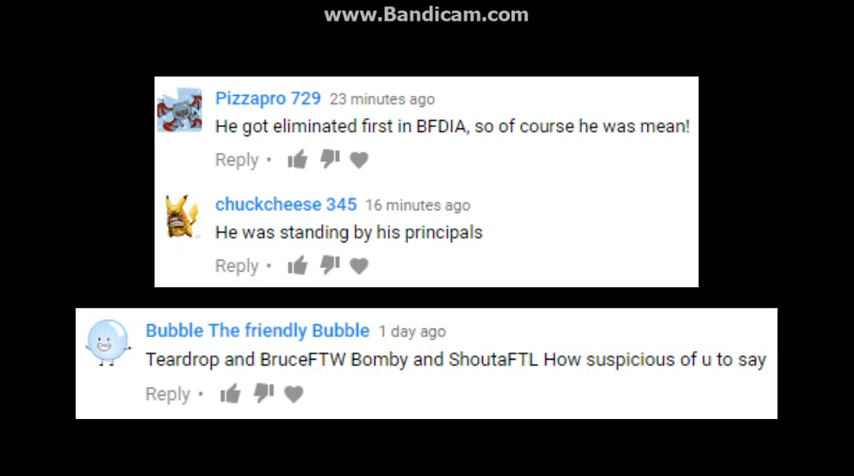 www.Bandicam.com
Pizzapro 729 23 minutes ago
He got eliminated first in BFDIA, so of course he was mean!
Reply •
chuckcheese 345 16 minutes ago
He was standing by his principals
Reply •
Bubble The friendly Bubble 1 day ago
Teardrop and BruceFTW Bomby and ShoutaFTL How suspicious of u to say
Reply •